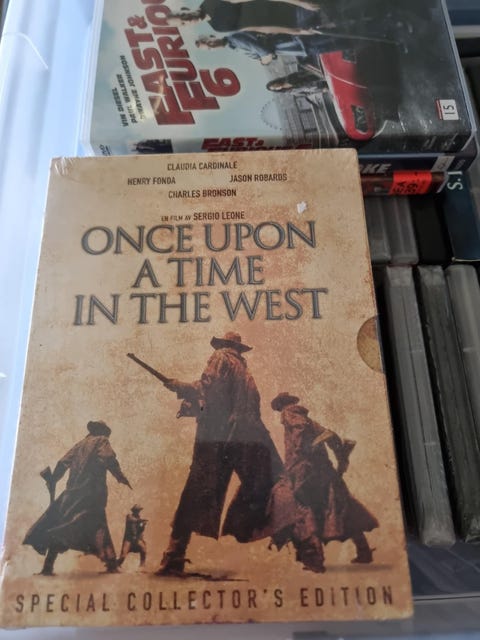 FAST &
FURIOUS
6
VIN DIESEL
PAUL WALKER
DWAYNE JOHNSON
15
FAST &
CLAUDIA CARDINALE
HENRY FONDA JASON ROBARDS
CHARLES BRONSON
EN FILM AV SERGIO LEONE
ONCE UPON
A TIME
IN THE WEST
SPECIAL COLLECTOR'S EDITION